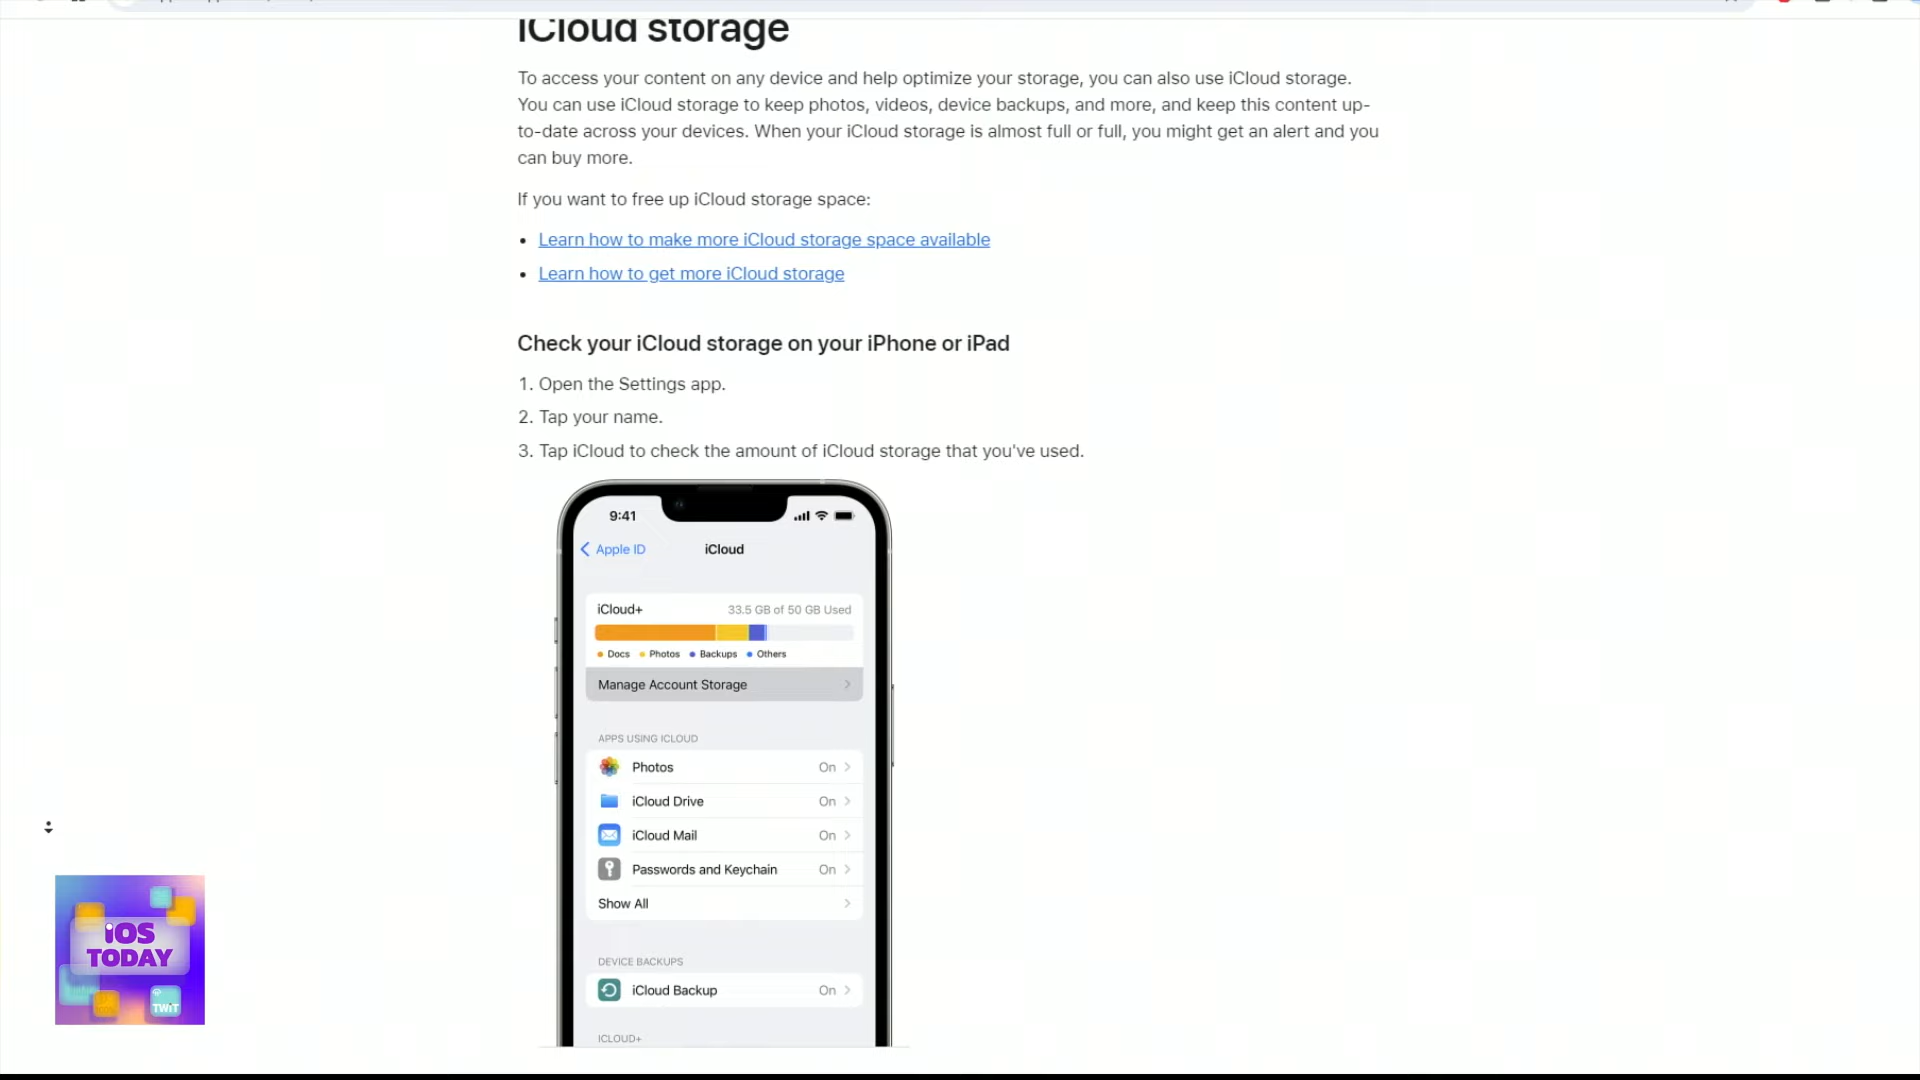 iCloud storage
To access your content on any device and help optimize your storage, you can also use iCloud storage.
You can use iCloud storage to keep photos, videos, device backups, and more, and keep this content up-
to-date across your devices. When your iCloud storage is almost full or full, you might get an alert and you
can buy more.
If you want to free up iCloud storage space:
• Learn how to make more iCloud storage space available
• Learn how to get more iCloud storage
Check your iCloud storage on your iPhone or iPad
1. Open the Settings app.
2. Tap your name.
3. Tap iCloud to check the amount of iCloud storage that you've used.
9:41
Apple ID
iCloud
iCloud+ 33.5 GB of 50 GB Used
Docs Photos Backups Others
Manage Account Storage
APPS USING ICLOUD
Photos On
iCloud Drive On
iCloud Mail On
Passwords and Keychain On
Show All
DEVICE BACKUPS
iCloud Backup On
ICLOUD+
iOS
TODAY
TWiT